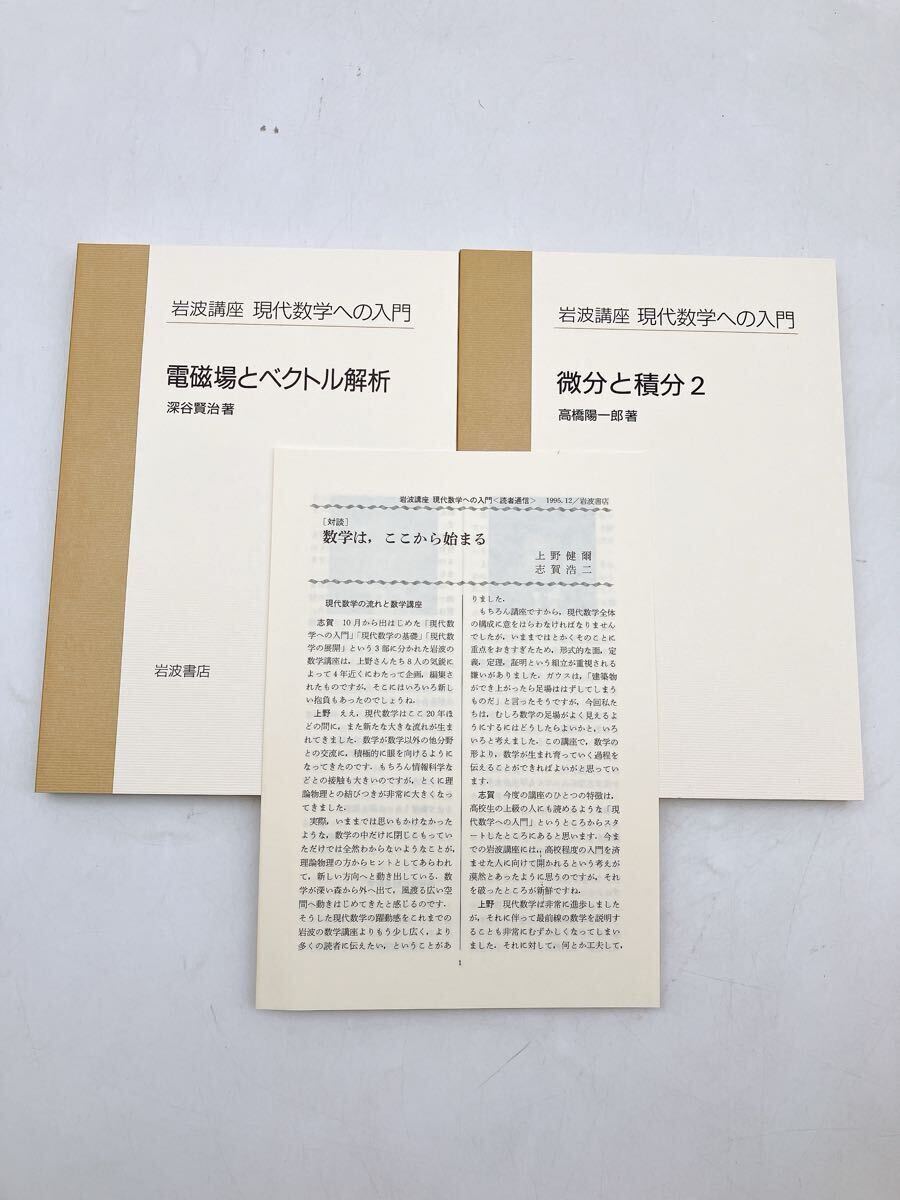 岩波講座 現代数学への入門
電磁場とベクトル解析
深谷賢治著
岩波書店
岩波講座 現代数学への入門
微分と積分2
高橋陽一郎著
岩波講座 現代数学への入門<読者通信> 1995.12/岩波書店
[対談]
数学は,ここから始まる
上野健爾
志賀浩二
現代数学の流れと数学講座
志賀 10月から出はじめた「現代数
学への入門」「現代数学の基礎」「現代数
学の展開」という3部に分かれた岩波の
数学講座は,上野さんたち8人の気鋭に
よって4年近くにわたって企画,編集さ
れたものですが,そこにはいろいろ新し
い抱負もあったのでしょうね.
上野 ええ,現代数学はここ20年ほ
どの間に,また新たな大きな流れが生ま
れてきました.数学が数学以外の他分野
との交流に,積極的に眼を向けるように
なってきたのです.もちろん情報科学な
どとの接触も大きいのですが,とくに理
論物理との結びつきが非常に大きくなっ
てきました.
実際,いままでは思いもかけなかった
ような,数学の中だけに閉じこもってい
ただけでは全然わからないようなことが,
理論物理の方からヒントとしてあらわれ
て,新しい方向へと動き出している.数
学が深い森から外へ出て,風渡る広い空
間へ動きはじめてきたと感じるのです.
そうした現代数学の躍動感をこれまでの
岩波の数学講座よりもう少し広く,より
多くの読者に伝えたい,ということがあ
りました.
もちろん講座ですから,現代数学全体
の構成に意をはらわなければなりません
でしたが,いままではとかくそのことに
重点をおきすぎたため,形式的な面,定
義,定理,証明という組立が重視される
嫌いがありました.ガウスは,「建築物
ができ上がったら足場ははずしてしまう
ものだ」と言ったそうですが,今回私た
ちは,むしろ数学の足場がよく見えるよ
うにするにはどうしたらよいかと,いろ
いろと考えました.この講座で,数学の
形より,数学が生まれ育っていく過程を
伝えることができればよいがと思ってい
ます.
志賀 今度の講座のひとつの特徴は,
高校生の上級の人にも読めるような「現
代数学への入門」というところからスタ
ートしたところにあると思います.今ま
での岩波講座には,高校程度の入門を済
ませた人に向けて開かれるという考えが
漠然とあったように思うのですが,それ
を破ったところが新鮮ですね.
上野 現代数学は非常に進歩しました
が,それに伴って最前線の数学を説明す
ることも非常にむずかしくなってしまい
ました.それに対して,何とか工夫して,
1